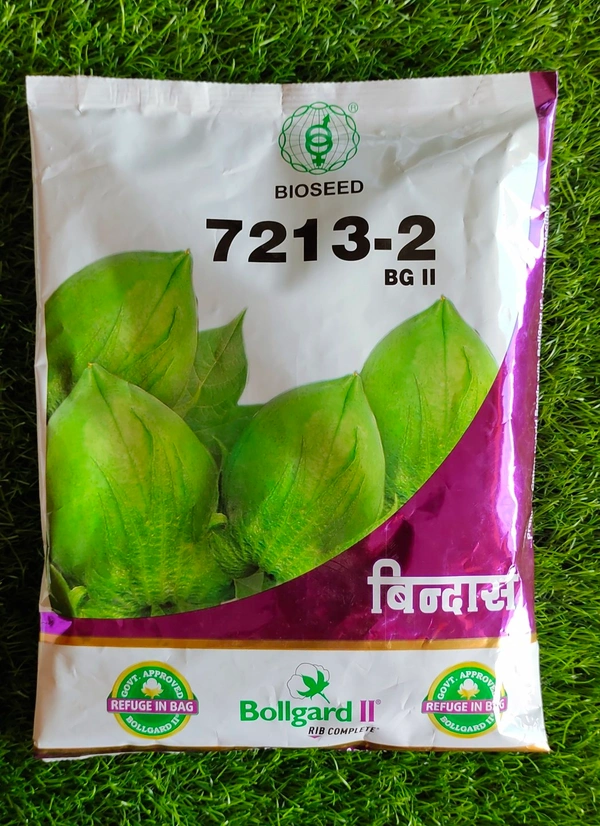 ®
BIOSEED
7213-2
BG II
बिन्दास
GOVT. APPROVED
REFUGE IN BAG
BOLLGARD II
Bollgard II®
RIB COMPLETE™
GOVT. APPROVED
REFUGE IN BAG
BOLLGARD II